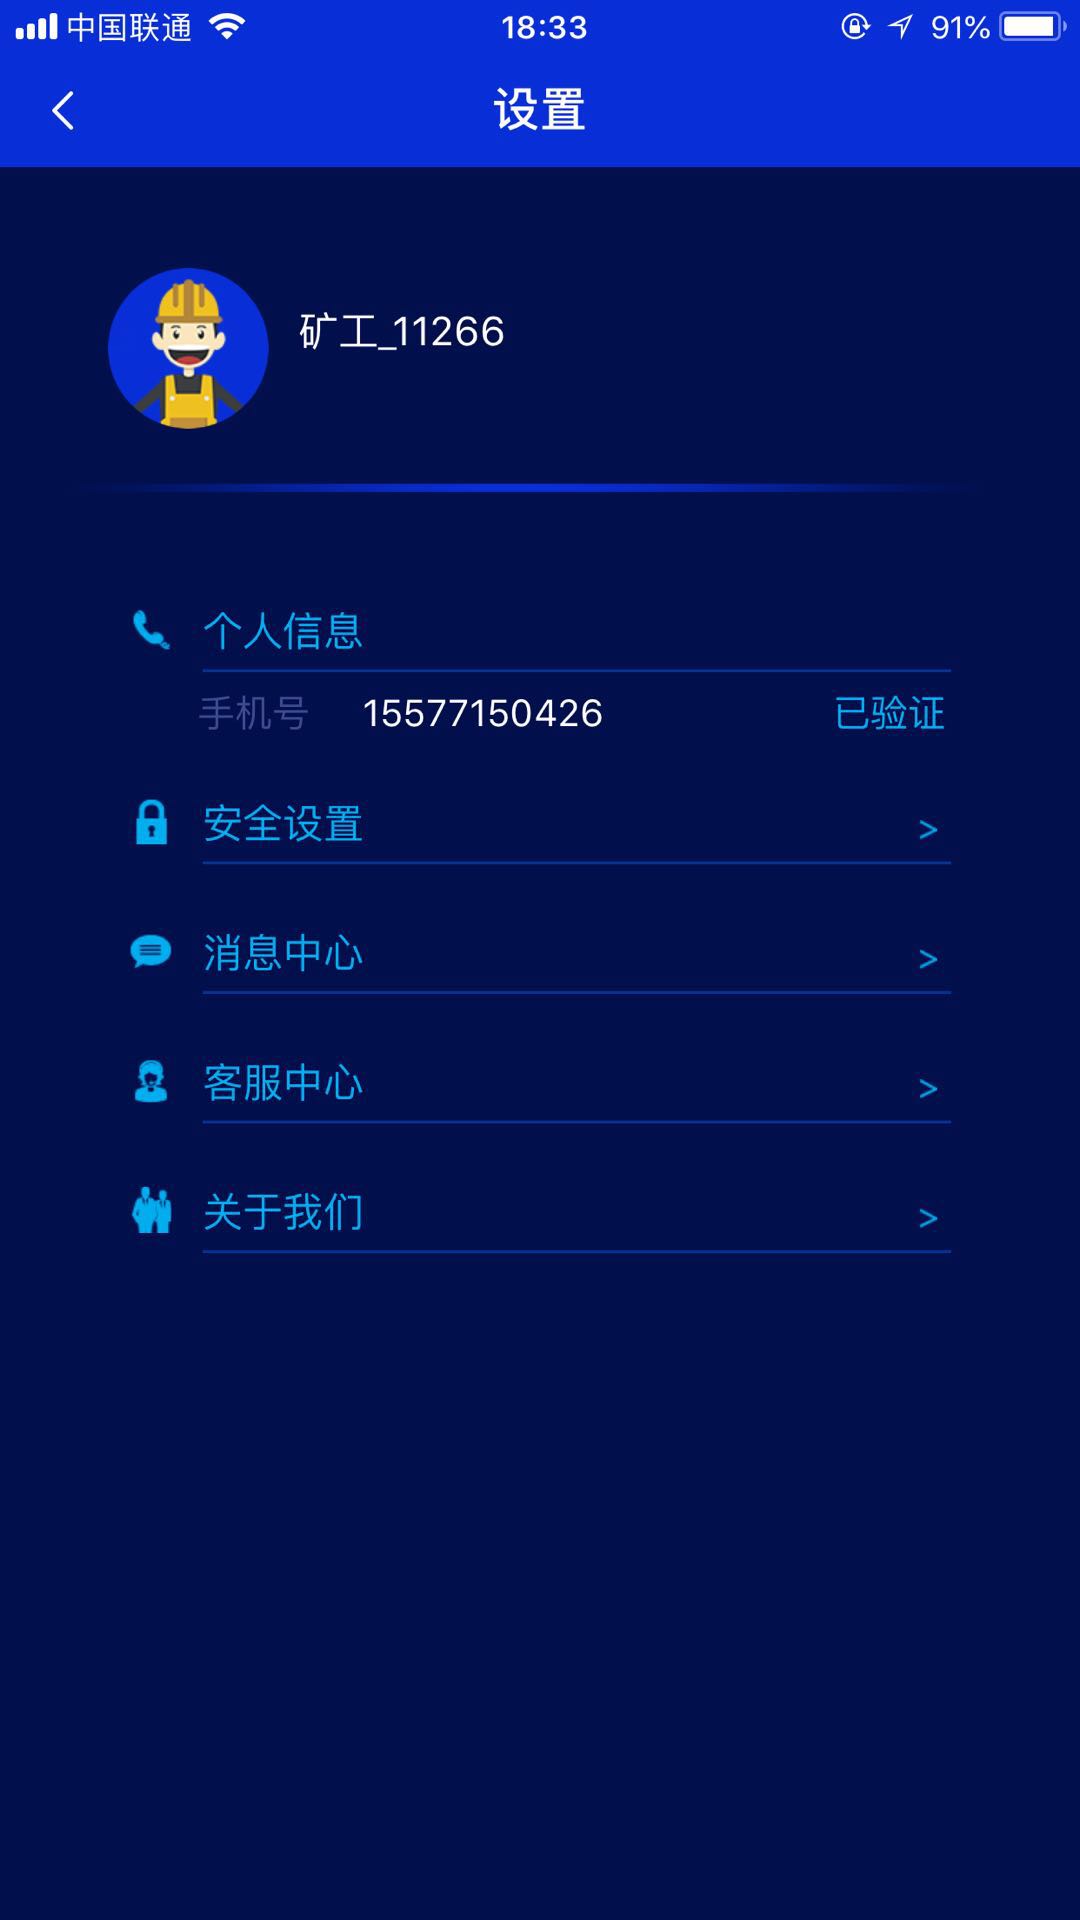 中国联通 18:33 91%
设置
矿工_11266
个人信息
手机号 15577150426 已验证
安全设置 >
消息中心 >
客服中心 >
关于我们 >